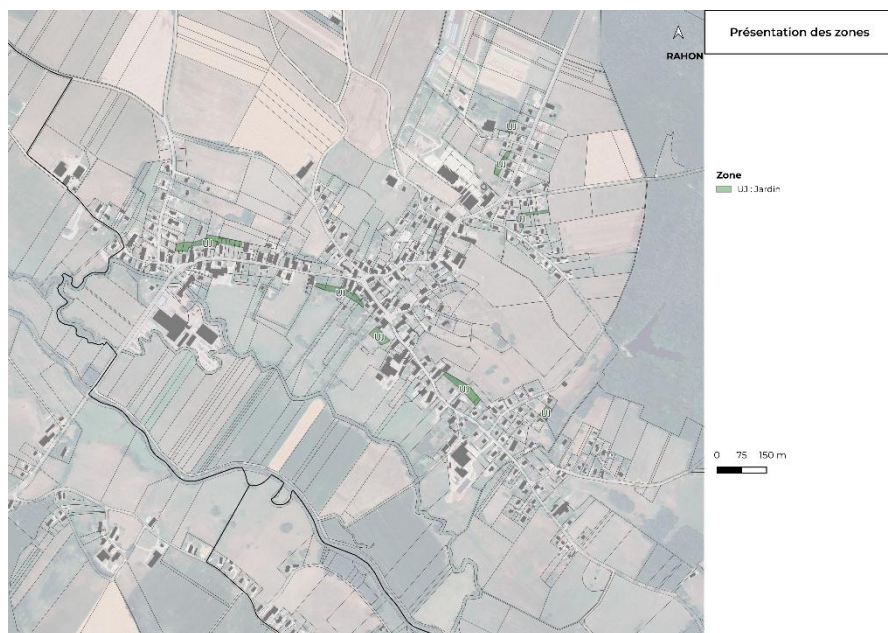 Présentation des zones
RAHON
UJ
UJ
UJ
Zone
UJ : Jardin
UJ
UJ
UJ
UJ
UJ
0 75 150 m